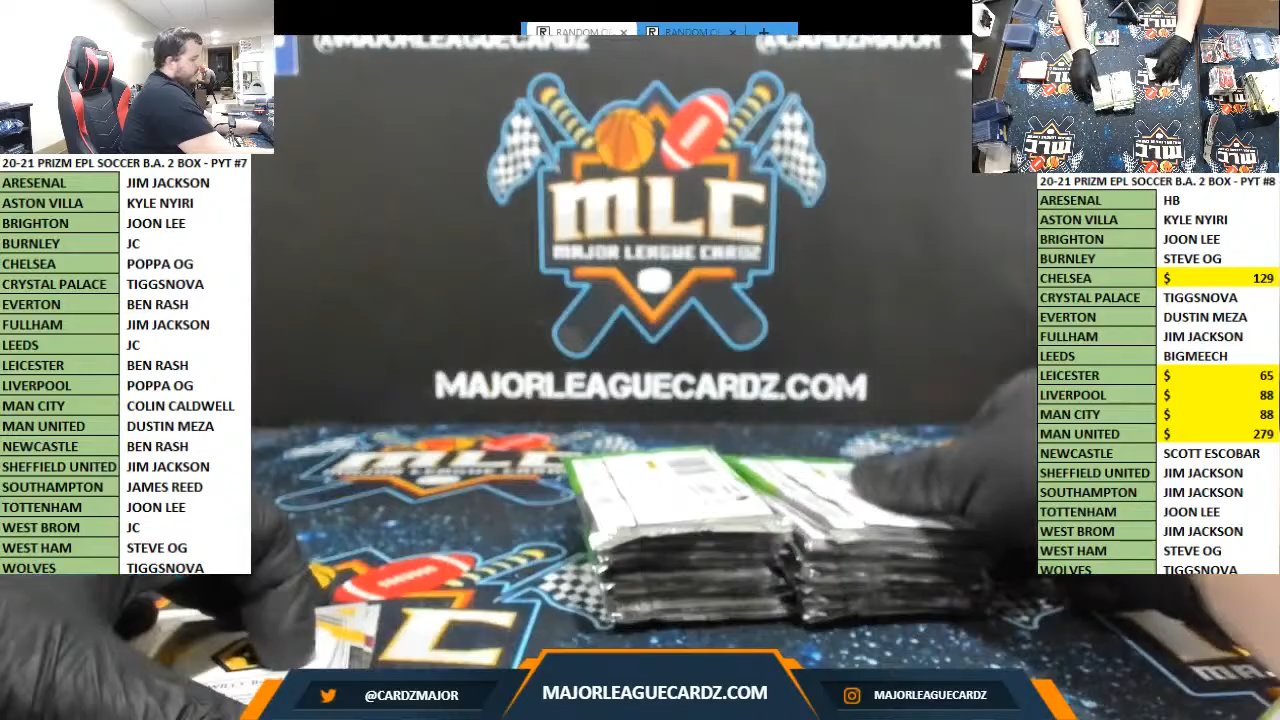 RANDOM
RANDOM
@MAJORLEAGUECARDZ
@CARDZMAJOR
MLC
MAJOR LEAGUE CARDZ
MAJORLEAGUECARDZ.COM
20-21 PRIZM EPL SOCCER B.A. 2 BOX - PYT #7
ARESENAL JIM JACKSON
ASTON VILLA KYLE NYIRI
BRIGHTON JOON LEE
BURNLEY JC
CHELSEA POPPA OG
CRYSTAL PALACE TIGGSNOVA
EVERTON BEN RASH
FULLHAM JIM JACKSON
LEEDS JC
LEICESTER BEN RASH
LIVERPOOL POPPA OG
MAN CITY COLIN CALDWELL
MAN UNITED DUSTIN MEZA
NEWCASTLE BEN RASH
SHEFFIELD UNITED JIM JACKSON
SOUTHAMPTON JAMES REED
TOTTENHAM JOON LEE
WEST BROM JC
WEST HAM STEVE OG
WOLVES TIGGSNOVA
20-21 PRIZM EPL SOCCER B.A. 2 BOX - PYT #8
ARESENAL HB
ASTON VILLA KYLE NYIRI
BRIGHTON JOON LEE
BURNLEY STEVE OG
CHELSEA $ 129
CRYSTAL PALACE TIGGSNOVA
EVERTON DUSTIN MEZA
FULLHAM JIM JACKSON
LEEDS BIGMEECH
LEICESTER $ 65
LIVERPOOL $ 88
MAN CITY $ 88
MAN UNITED $ 279
NEWCASTLE SCOTT ESCOBAR
SHEFFIELD UNITED JIM JACKSON
SOUTHAMPTON JIM JACKSON
TOTTENHAM JOON LEE
WEST BROM JIM JACKSON
WEST HAM STEVE OG
WOLVES TIGGSNOVA
MAJOR LEAGUE CARD
@CARDZMAJOR
MAJORLEAGUECARDZ.COM
MAJORLEAGUECARDZ